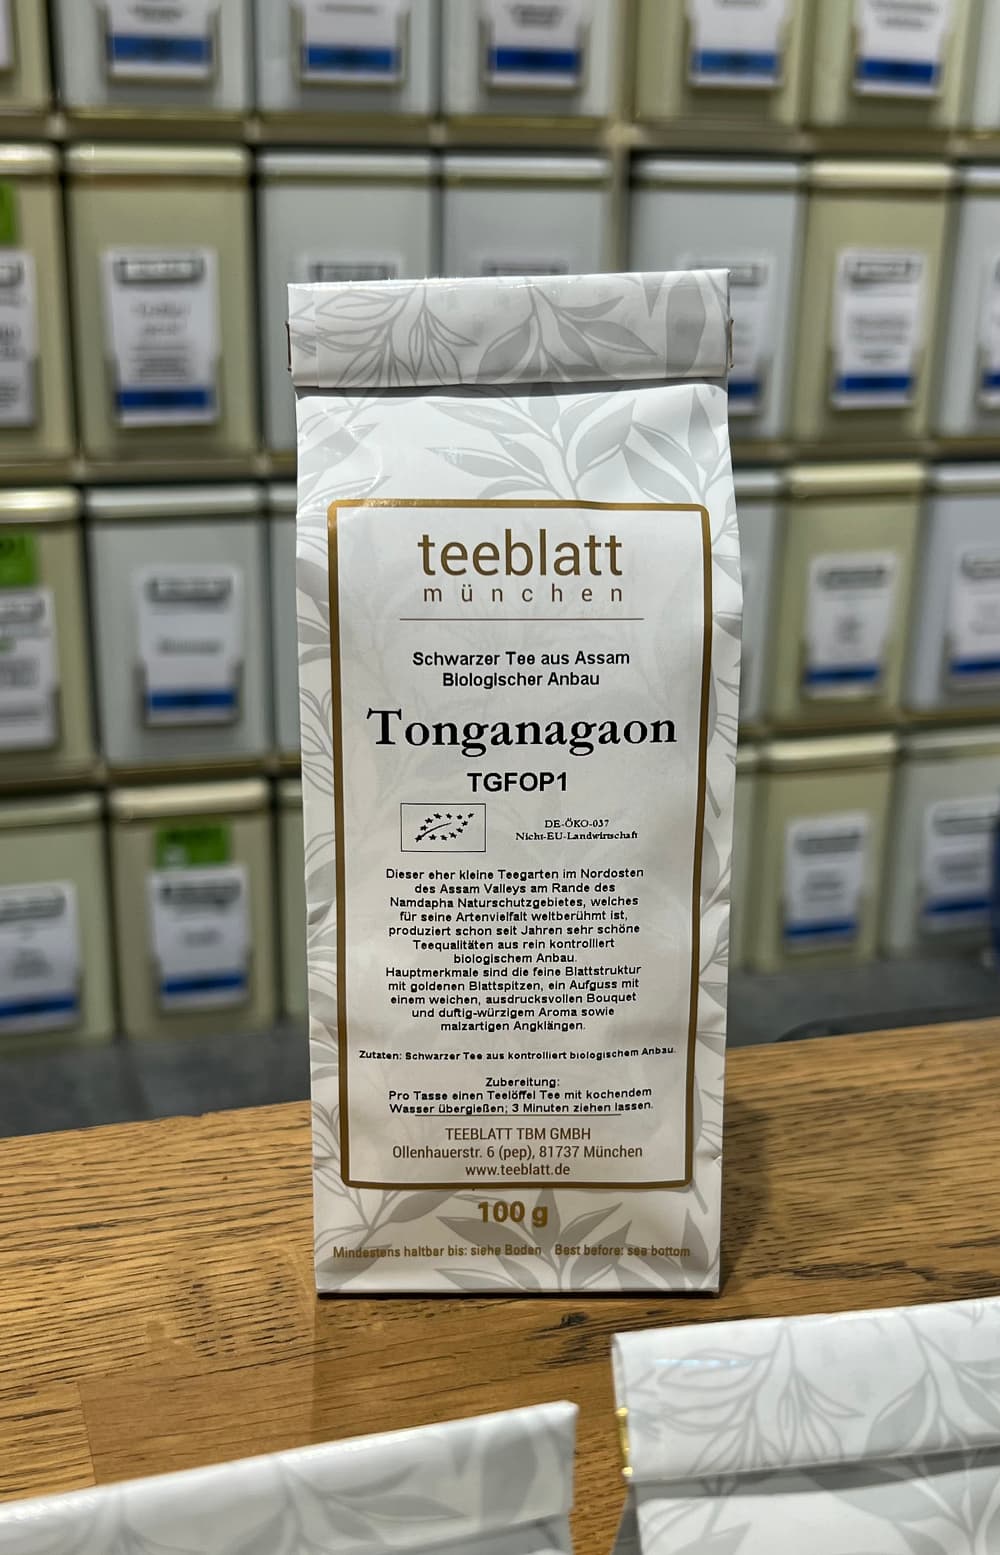 teeblatt
münchen
Schwarzer Tee aus Assam
Biologischer Anbau
Tonganagaon
TGFOP1
DE-ÖKO-037
Nicht-EU-Landwirtschaft
Dieser eher kleine Teegarten im Nordosten
des Assam Valleys am Rande des
Namdapha Naturschutzgebietes, welches
für seine Artenvielfalt weltberühmt ist,
produziert schon seit Jahren sehr schöne
Teequalitäten aus rein kontrolliert
biologischem Anbau.
Hauptmerkmale sind die feine Blattstruktur
mit goldenen Blattspitzen, ein Aufguss mit
einem weichen, ausdrucksvollen Bouquet
und duftig-würzigem Aroma sowie
malzartigen Angklängen.
Zutaten: Schwarzer Tee aus kontrolliert biologischem Anbau.
Zubereitung:
Pro Tasse einen Teelöffel Tee mit kochendem
Wasser übergießen; 3 Minuten ziehen lassen.
TEEBLATT TBM GMBH
Ollenhauerstr. 6 (pep), 81737 München
www.teeblatt.de
100 g
Mindestens haltbar bis: siehe Boden Best before: see bottom